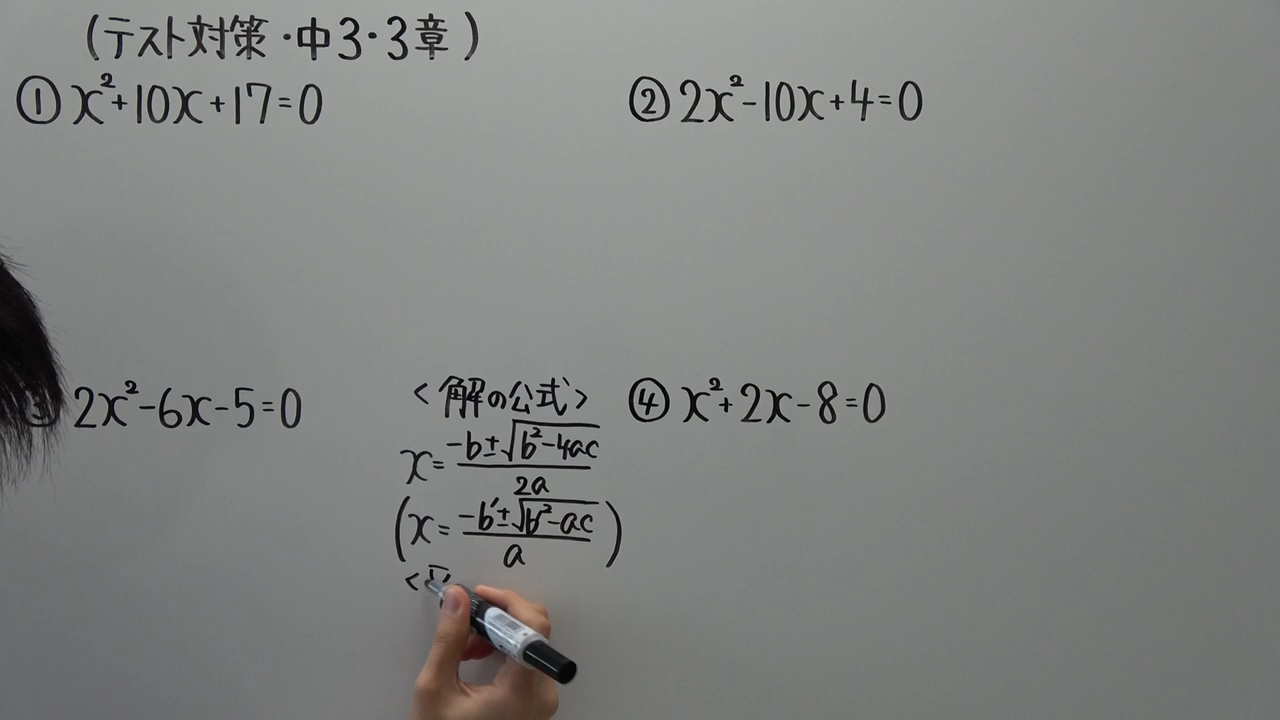 (テスト対策・中3・3章)
① x²+10x+17=0
② 2x²-10x+4=0
③ 2x²-6x-5=0
<解の公式>
x=(-b±√(b²-4ac))/2a
(x=(-b'±√(b'²-ac))/a)
<
④ x²+2x-8=0